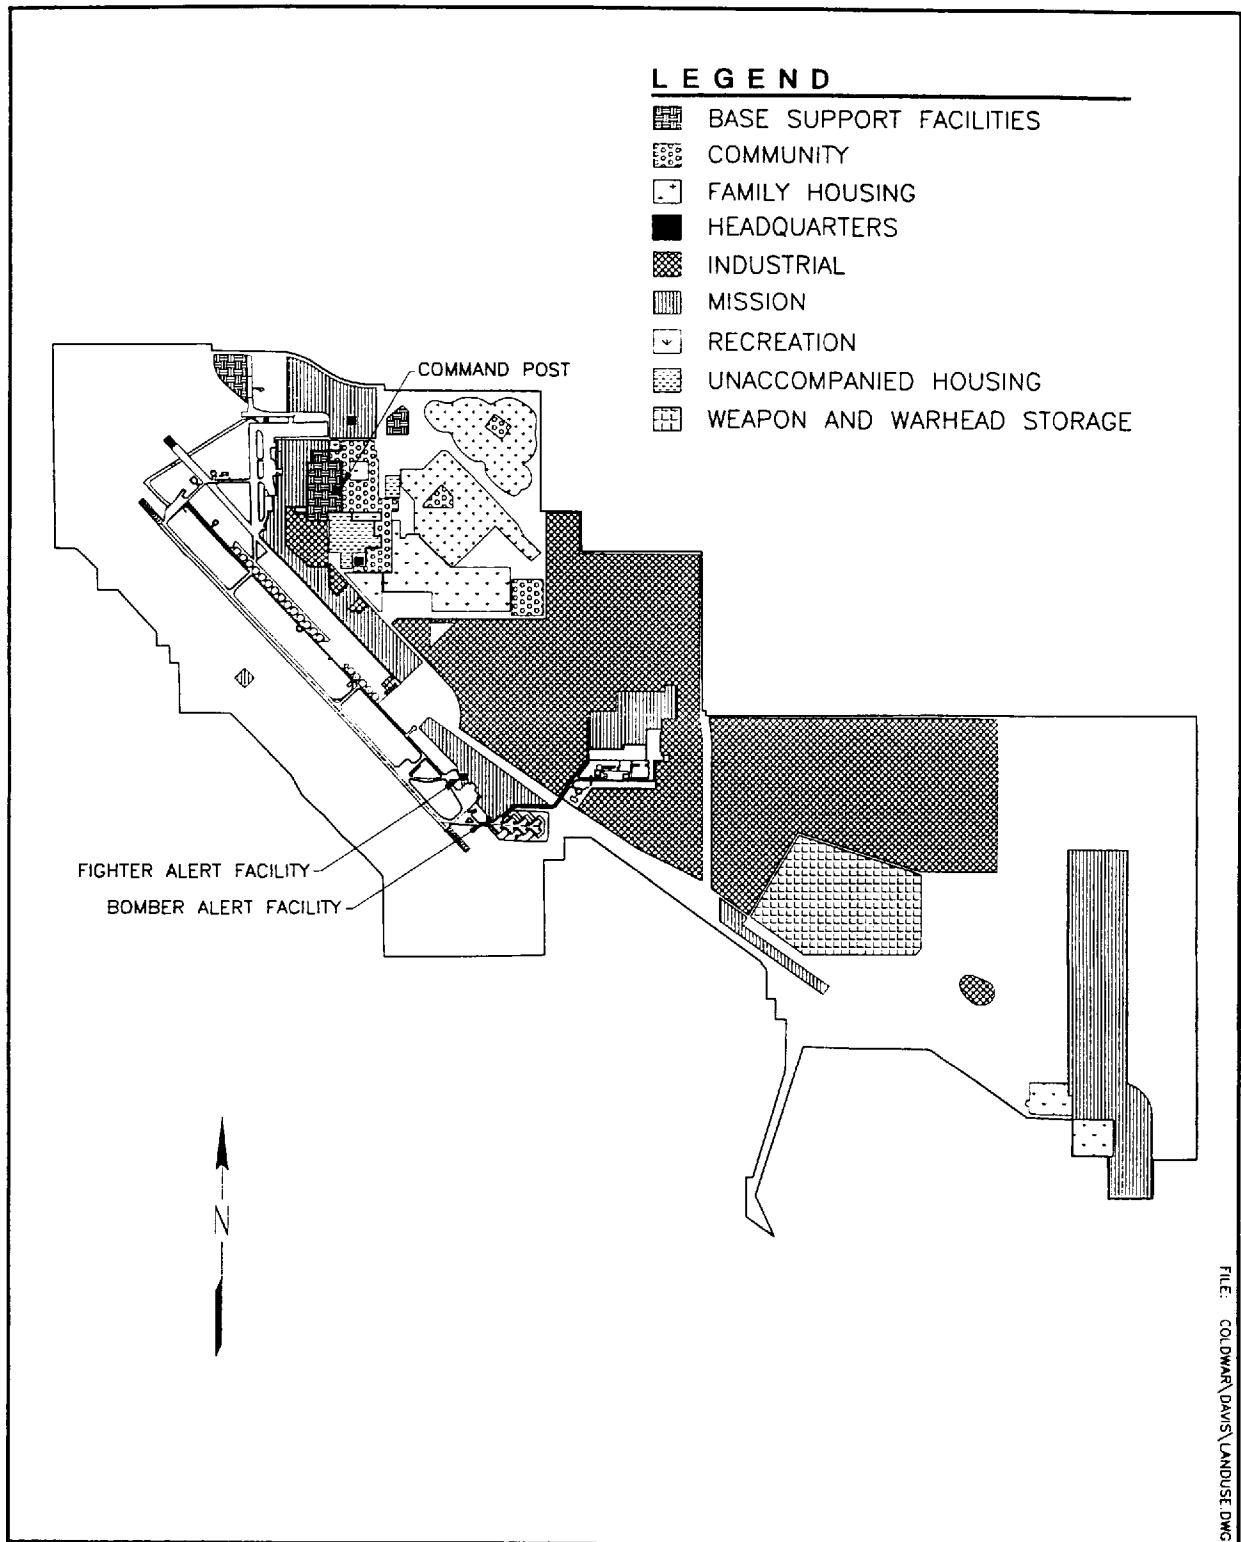 LEGEND
BASE SUPPORT FACILITIES
COMMUNITY
FAMILY HOUSING
HEADQUARTERS
INDUSTRIAL
MISSION
RECREATION
UNACCOMPANIED HOUSING
WEAPON AND WARHEAD STORAGE
COMMAND POST
FIGHTER ALERT FACILITY
BOMBER ALERT FACILITY
N
FILE: COLDWAR\DAVIS\LANDUSE.DWG